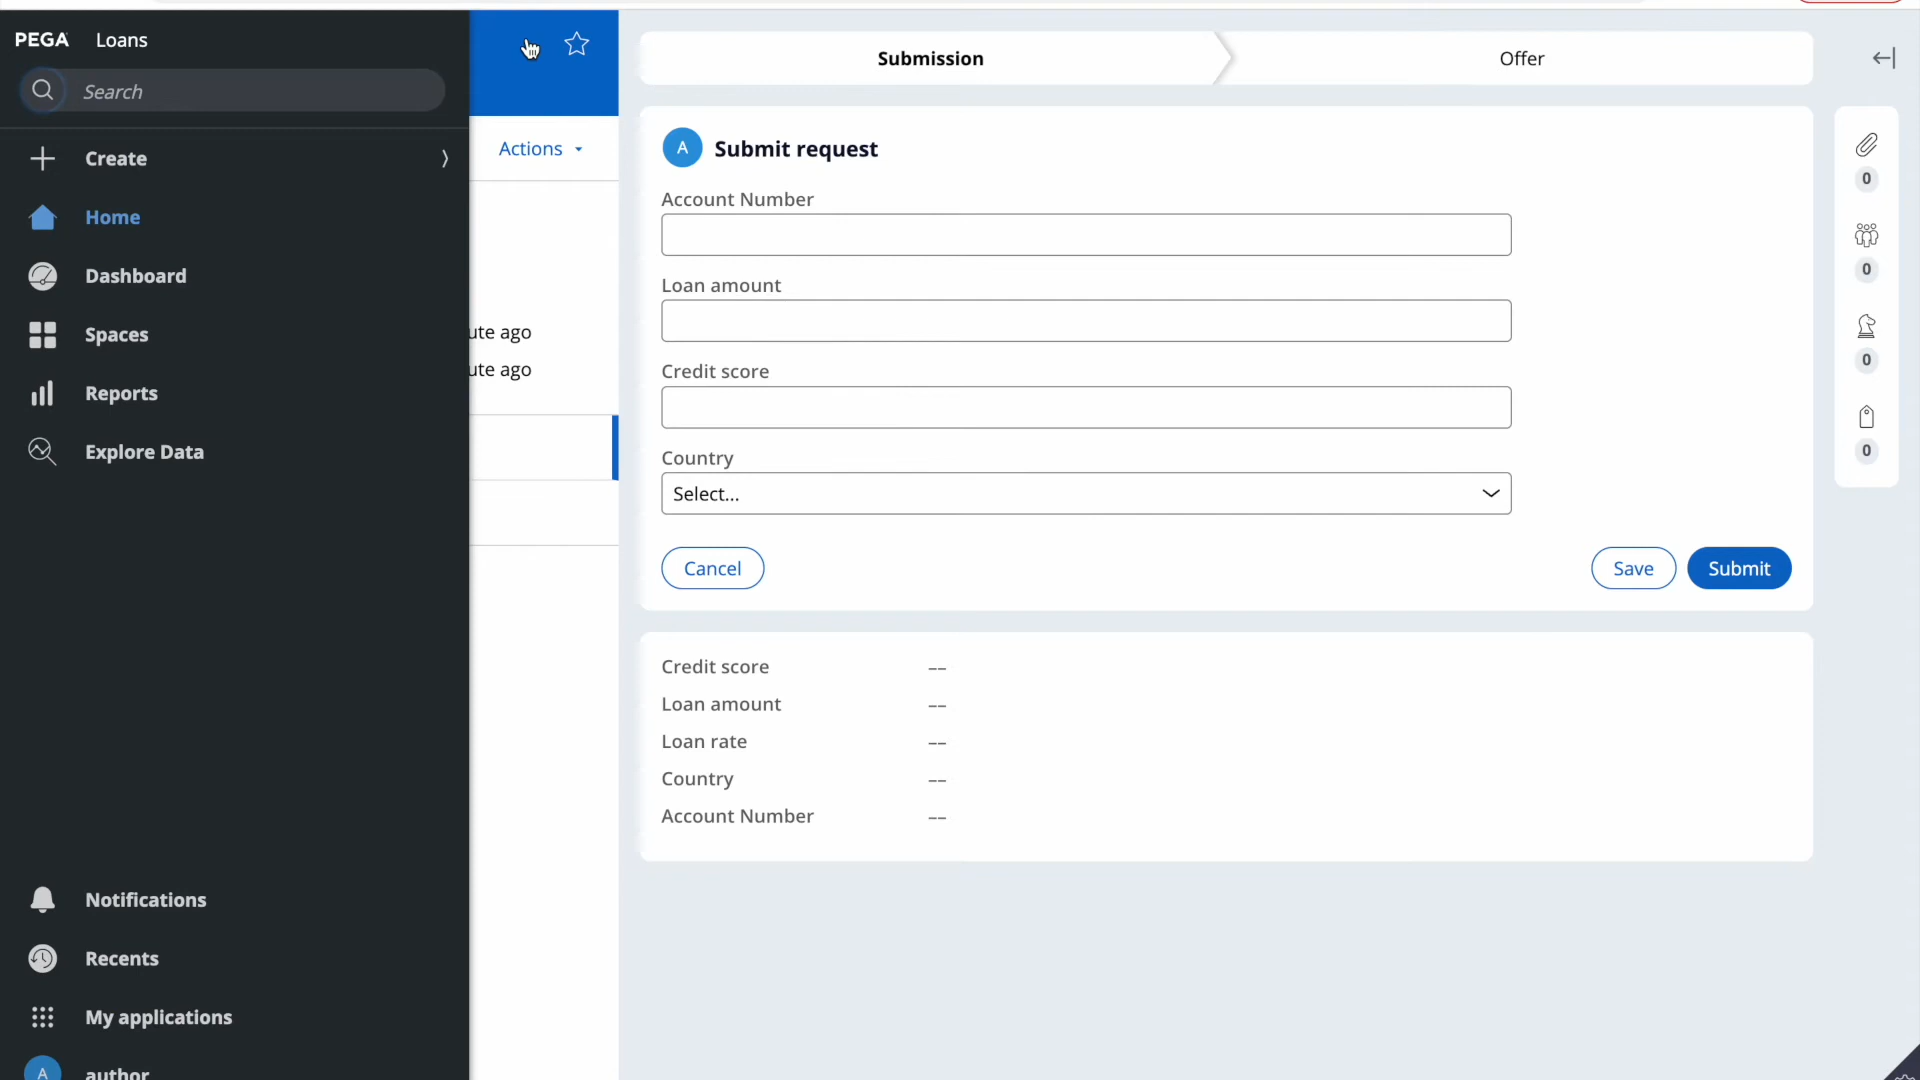 PEGA Loans
Search
Create
Home
Dashboard
Spaces
Reports
Explore Data
Notifications
Recents
My applications
A author
Actions
ute ago
ute ago
Submission
Offer
A Submit request
Account Number
Loan amount
Credit score
Country
Select...
Cancel
Save
Submit
Credit score --
Loan amount --
Loan rate --
Country --
Account Number --
0
0
0
0